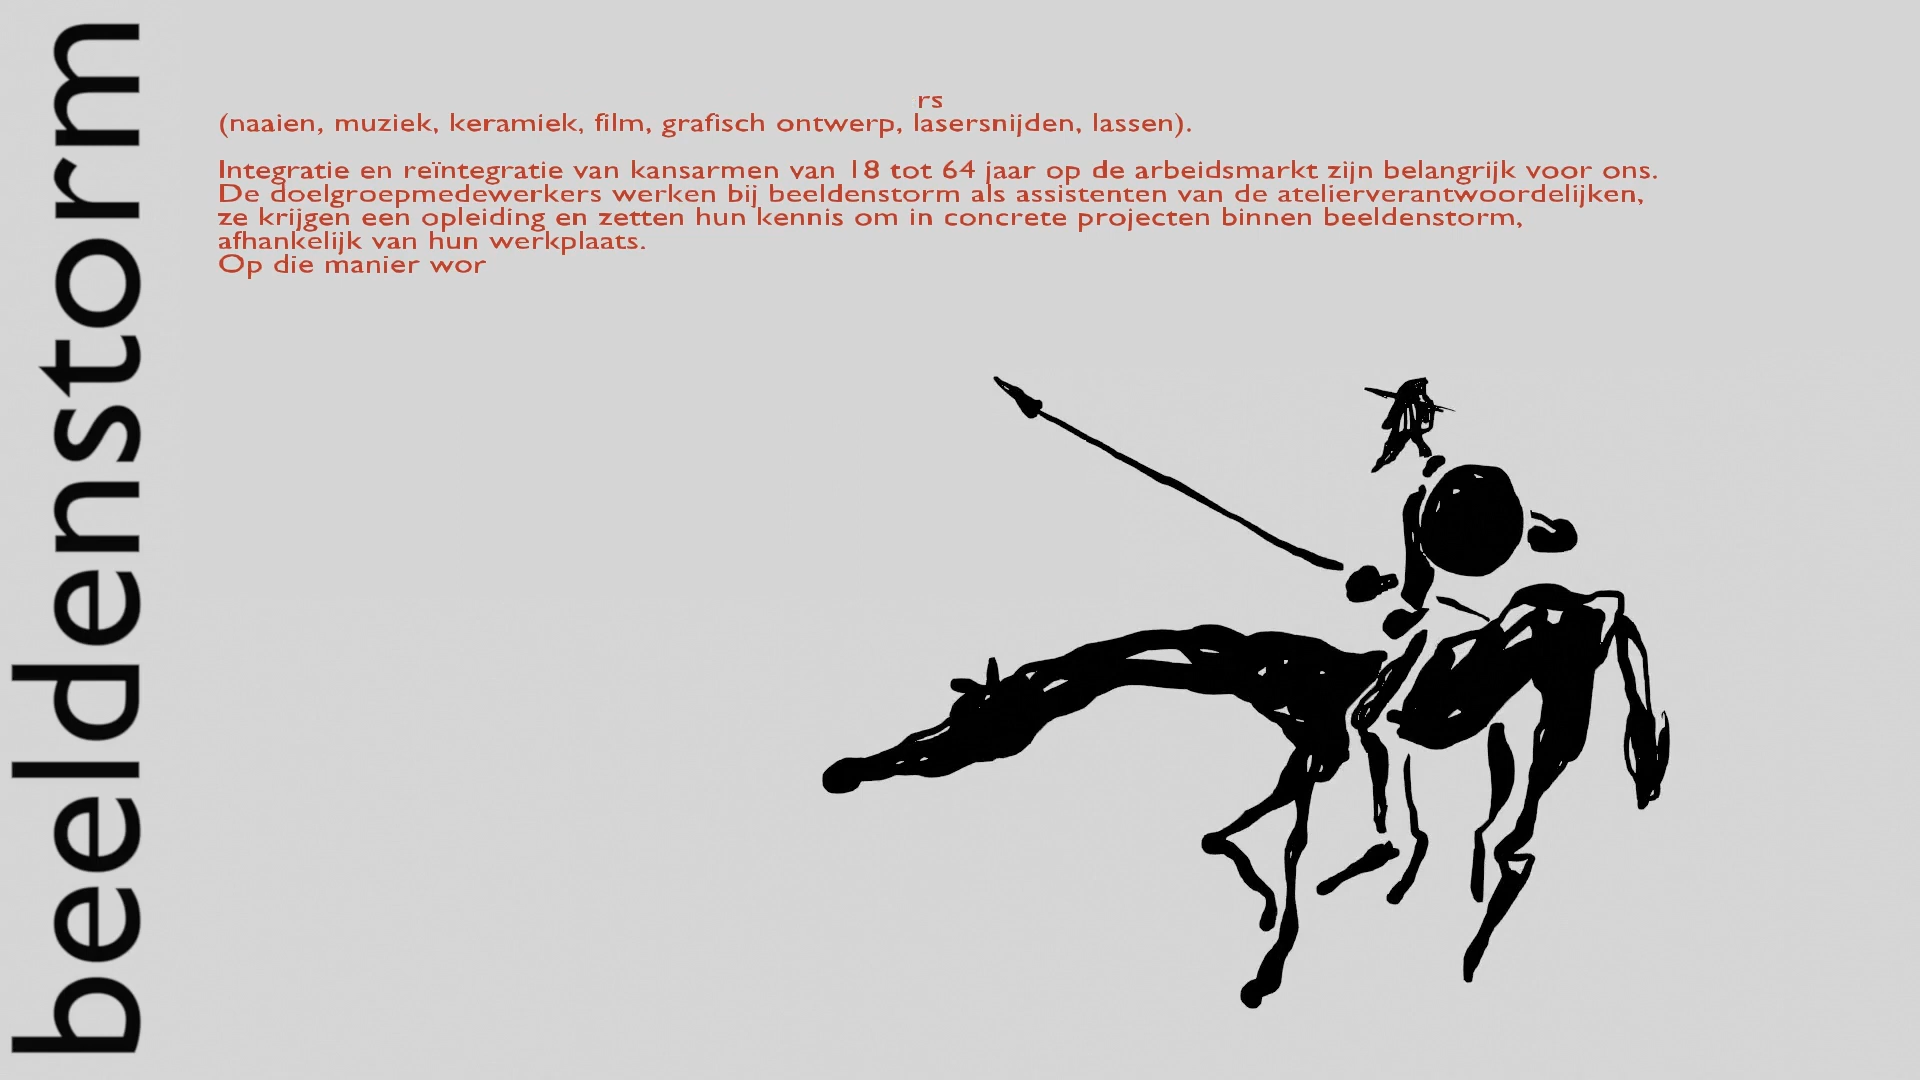 beeldenstorm
rs
(naaien, muziek, keramiek, film, grafisch ontwerp, lasersnijden, lassen).
Integratie en reïntegratie van kansarmen van 18 tot 64 jaar op de arbeidsmarkt zijn belangrijk voor ons.
De doelgroepmedewerkers werken bij beeldenstorm als assistenten van de atelierverantwoordelijken,
ze krijgen een opleiding en zetten hun kennis om in concrete projecten binnen beeldenstorm,
afhankelijk van hun werkplaats.
Op die manier wor